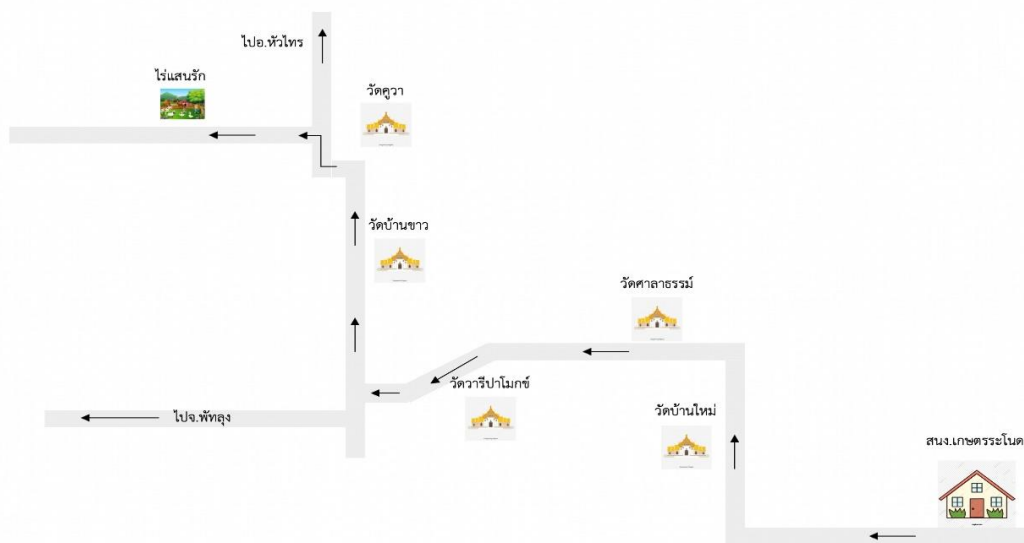 ไปอ.หัวไทร
ไร่แสนรัก
วัดคูวา
วัดบ้านขาว
วัดศาลาธรรม์
วัดวารีปาโมกข์
วัดบ้านใหม่
ไปจ.พัทลุง
สนง.เกษตรระโนด